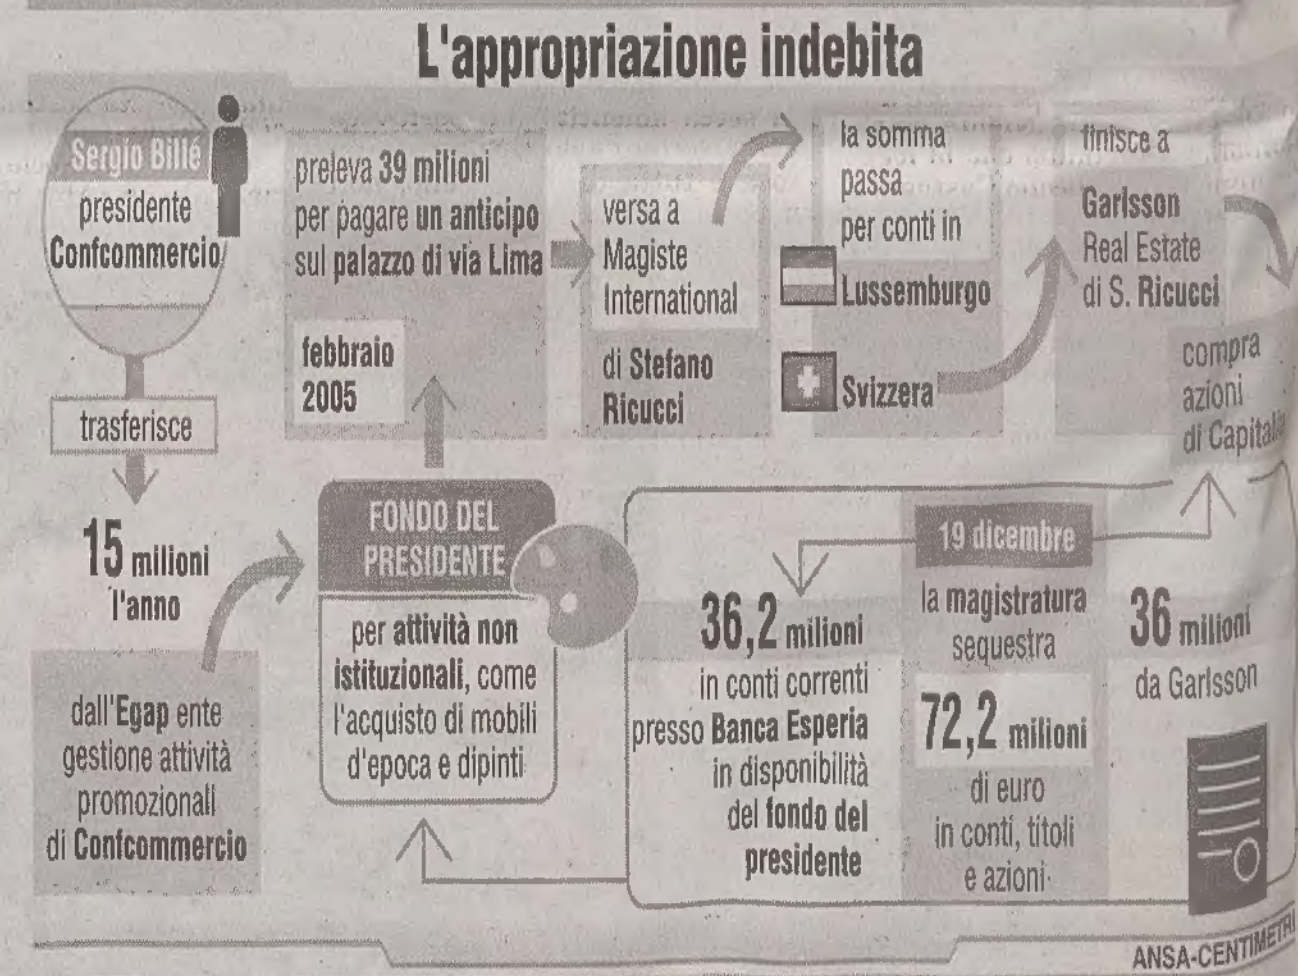 L'appropriazione indebita
Sergio Billé
presidente
Confcommercio
trasferisce
15 milioni
l'anno
dall'Egap ente
gestione attività
promozionali
di Confcommercio
FONDO DEL
PRESIDENTE
per attività non
istituzionali, come
l'acquisto di mobili
d'epoca e dipinti
preleva 39 milioni
per pagare un anticipo
sul palazzo di via Lima
febbraio
2005
versa a
Magiste
International
di Stefano
Ricucci
la somma
passa
per conti in
Lussemburgo
Svizzera
finisce a
Garlsson
Real Estate
di S. Ricucci
compra
azioni
di Capitalia
19 dicembre
la magistratura
sequestra
72,2 milioni
di euro
in conti, titoli
e azioni
36,2 milioni
in conti correnti
presso Banca Esperia
in disponibilità
del fondo del
presidente
36 milioni
da Garlsson
ANSA-CENTIMETRI